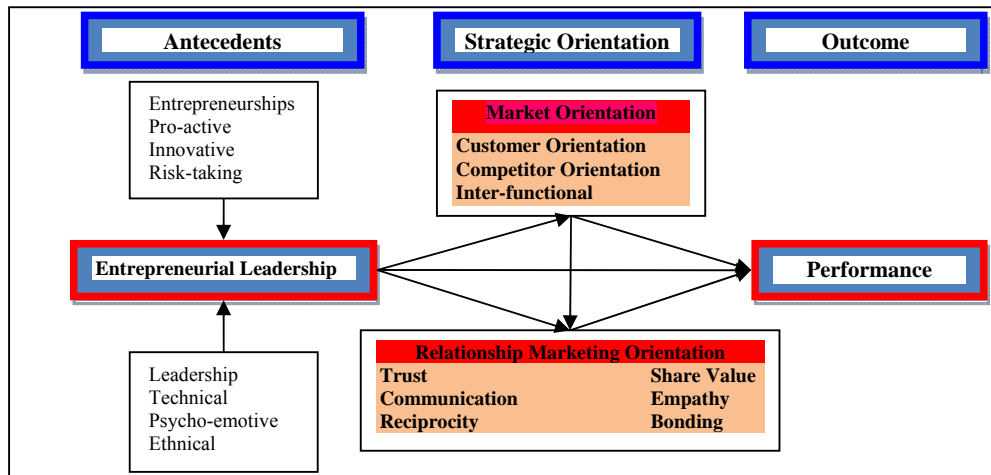 Antecedents
Strategic Orientation
Outcome
Entrepreneurships
Pro-active
Innovative
Risk-taking
Market Orientation
Customer Orientation
Competitor Orientation
Inter-functional
Entrepreneurial Leadership
Performance
Leadership
Technical
Psycho-emotive
Ethnical
Relationship Marketing Orientation
Trust Share Value
Communication Empathy
Reciprocity Bonding